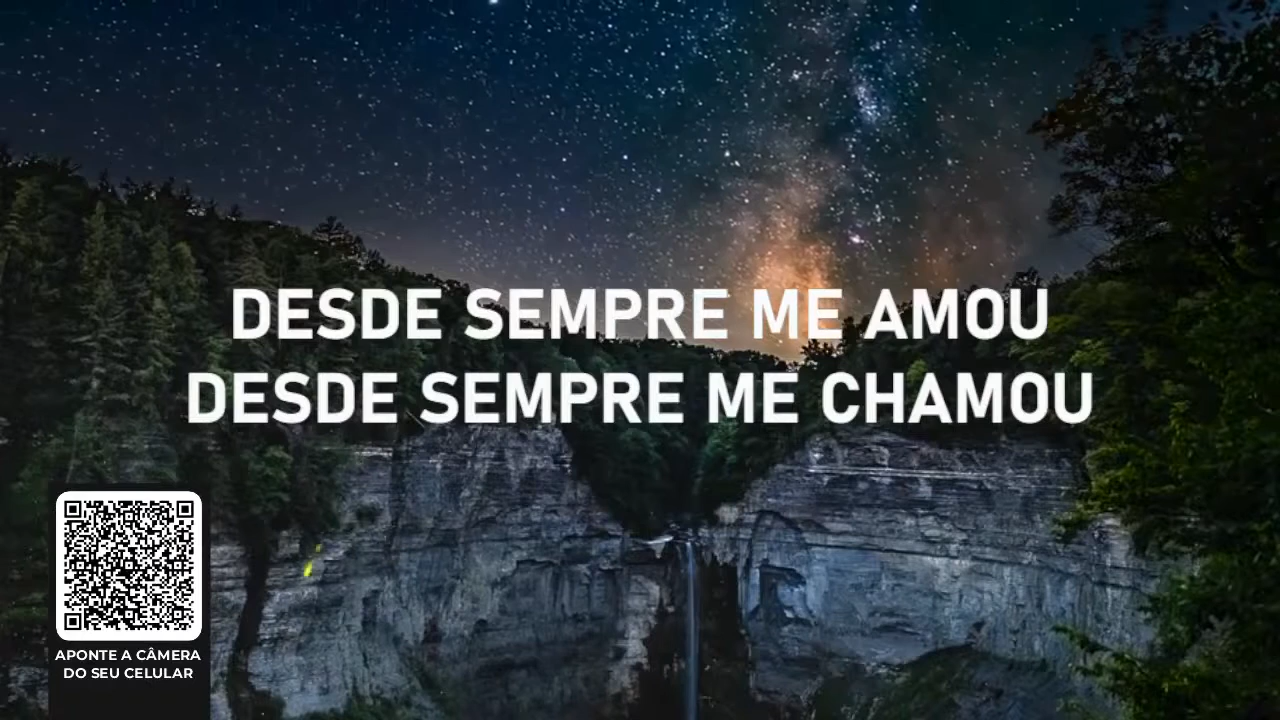 DESDE SEMPRE ME AMOU
DESDE SEMPRE ME CHAMOU
APONTE A CÂMERA
DO SEU CELULAR